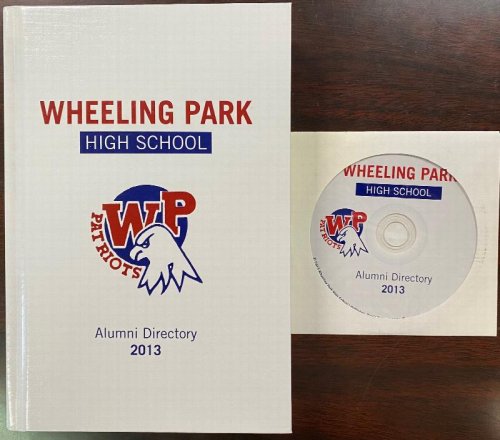 WHEELING PARK
HIGH SCHOOL
WP
PATRIOTS
Alumni Directory
2013
WHEELING PARK
HIGH SCHOOL
WP
PATRIOTS
Alumni Directory
2013